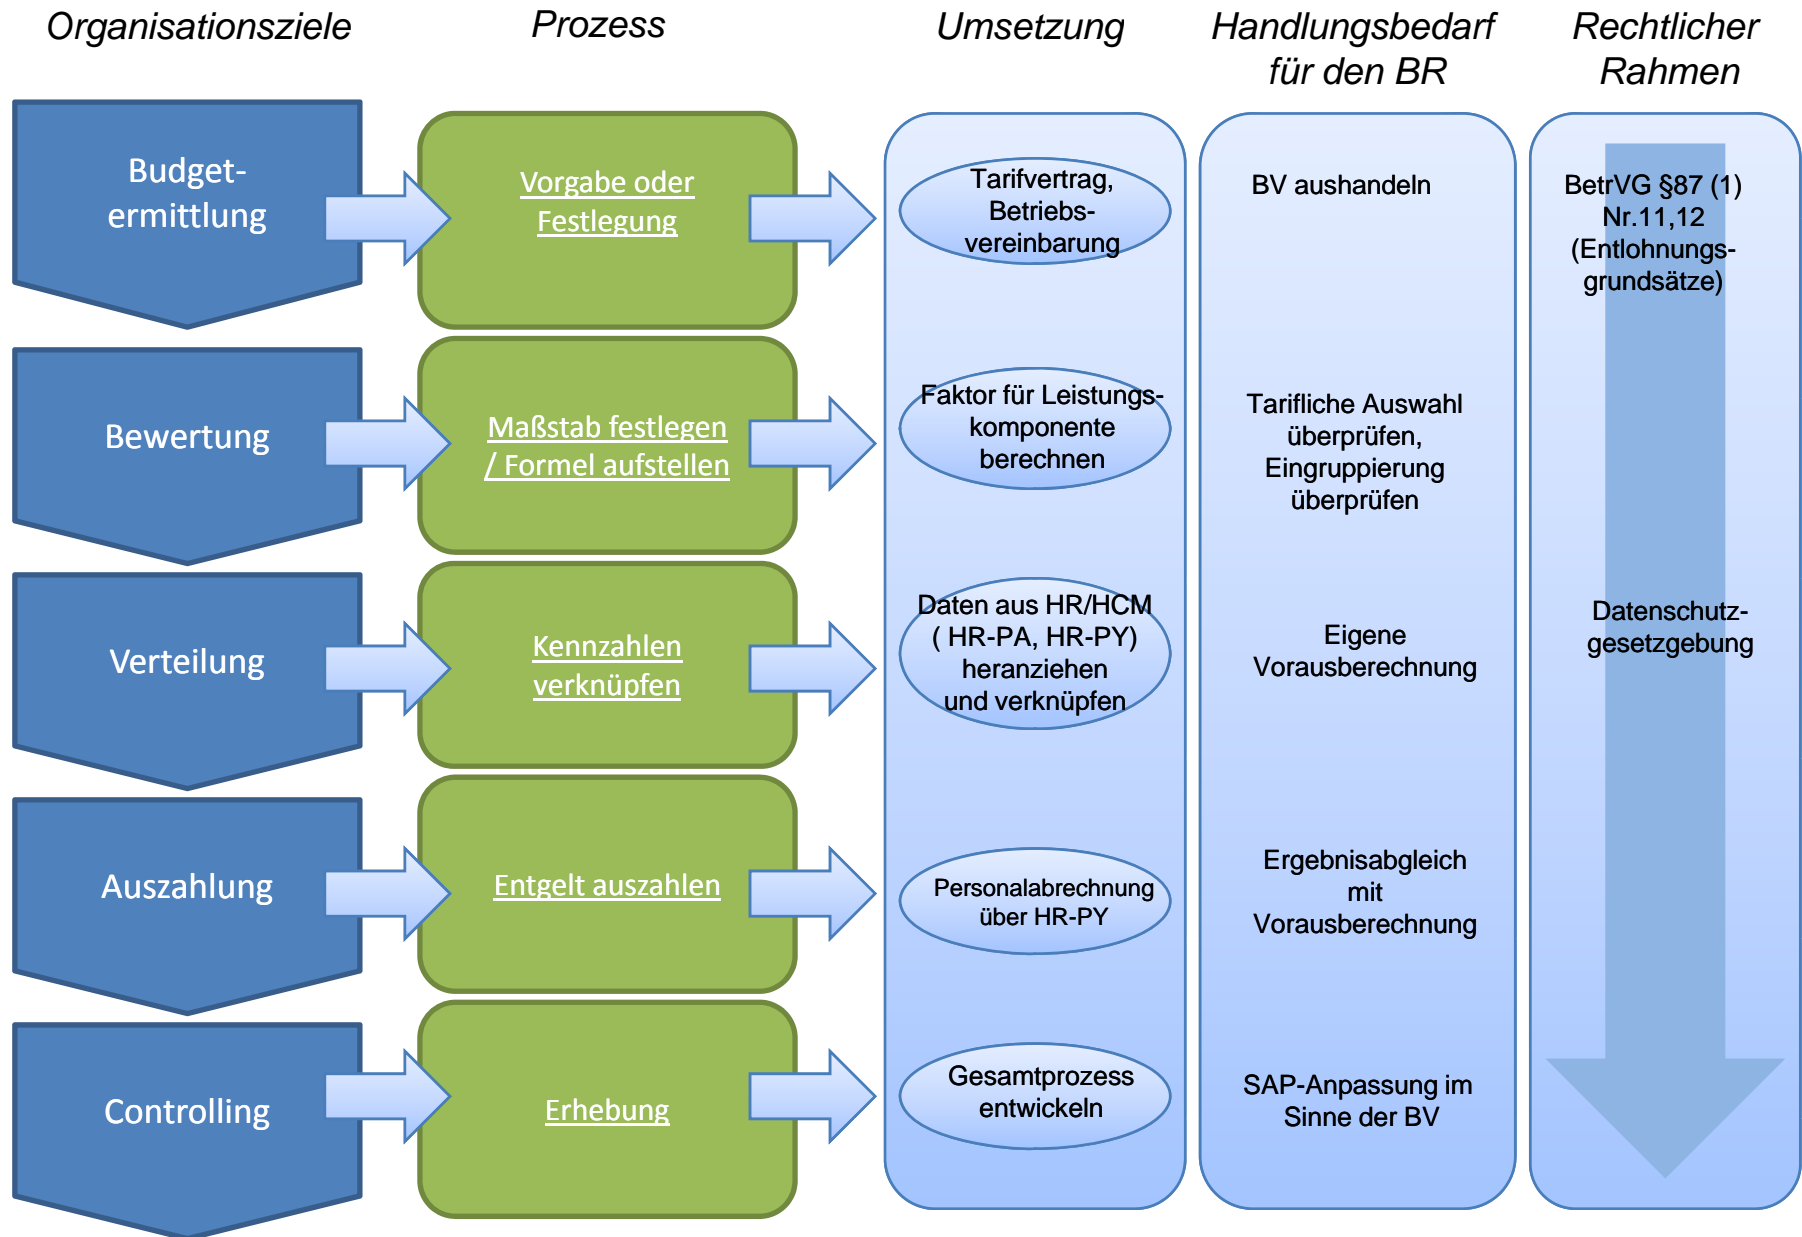 Organisationsziele
Prozess
Umsetzung
Handlungsbedarf
für den BR
Rechtlicher
Rahmen
Budget-
ermittlung
Vorgabe oder
Festlegung
Tarifvertrag,
Betriebs-
vereinbarung
BV aushandeln
BetrVG §87 (1)
Nr.11,12
(Entlohnungs-
grundsätze)
Bewertung
Maßstab festlegen
/ Formel aufstellen
Faktor für Leistungs-
komponente
berechnen
Tarifliche Auswahl
überprüfen,
Eingruppierung
überprüfen
Verteilung
Kennzahlen
verknüpfen
Daten aus HR/HCM
( HR-PA, HR-PY)
heranziehen
und verknüpfen
Eigene
Vorausberechnung
Datenschutz-
gesetzgebung
Auszahlung
Entgelt auszahlen
Personalabrechnung
über HR-PY
Ergebnisabgleich
mit
Vorausberechnung
Controlling
Erhebung
Gesamtprozess
entwickeln
SAP-Anpassung im
Sinne der BV